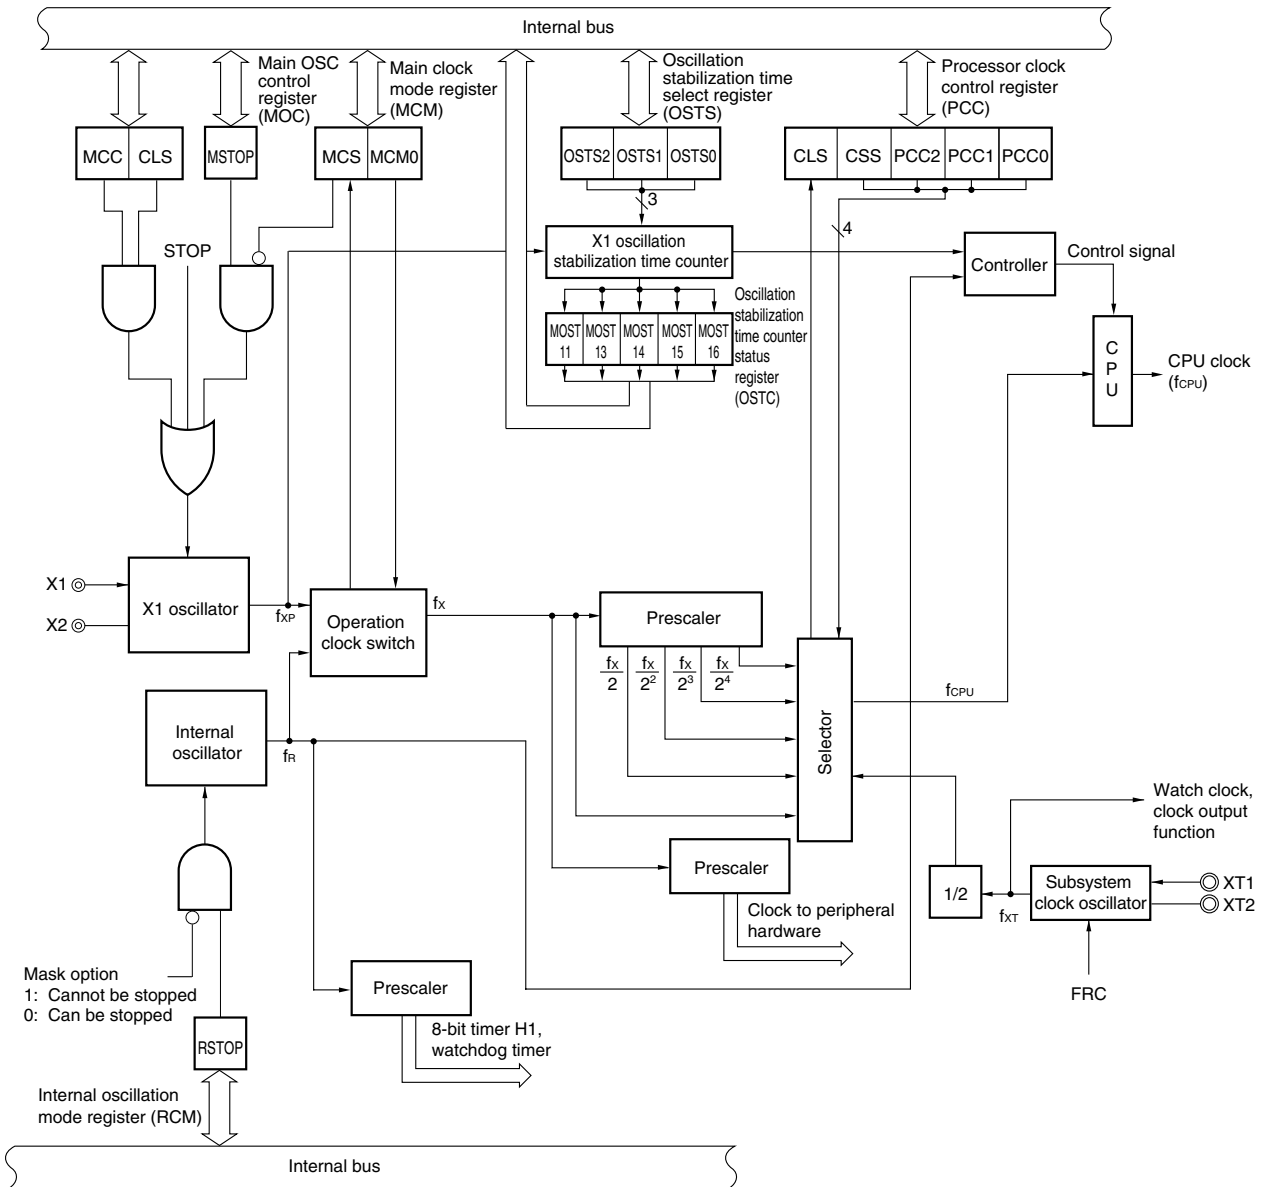 Internal bus
Main OSC
control
register
(MOC)
Main clock
mode register
(MCM)
Oscillation
stabilization time
select register
(OSTS)
Processor clock
control register
(PCC)
MCC CLS
MSTOP
MCS MCM0
OSTS2 OSTS1 OSTS0
CLS CSS PCC2 PCC1 PCC0
3
4
STOP
X1 oscillation
stabilization time counter
Controller
Control signal
Oscillation
stabilization
time counter
status
register
(OSTC)
MOST MOST MOST MOST MOST
11 13 14 15 16
C
P
U
CPU clock
(fCPU)
X1
X2
X1 oscillator
fXP
Operation
clock switch
fX
Prescaler
fX/2 fX/2² fX/2³ fX/2⁴
Selector
fCPU
Internal
oscillator
fR
Watch clock,
clock output
function
Prescaler
Clock to peripheral
hardware
1/2
fXT
Subsystem
clock oscillator
XT1
XT2
FRC
Mask option
1: Cannot be stopped
0: Can be stopped
Prescaler
8-bit timer H1,
watchdog timer
RSTOP
Internal oscillation
mode register (RCM)
Internal bus